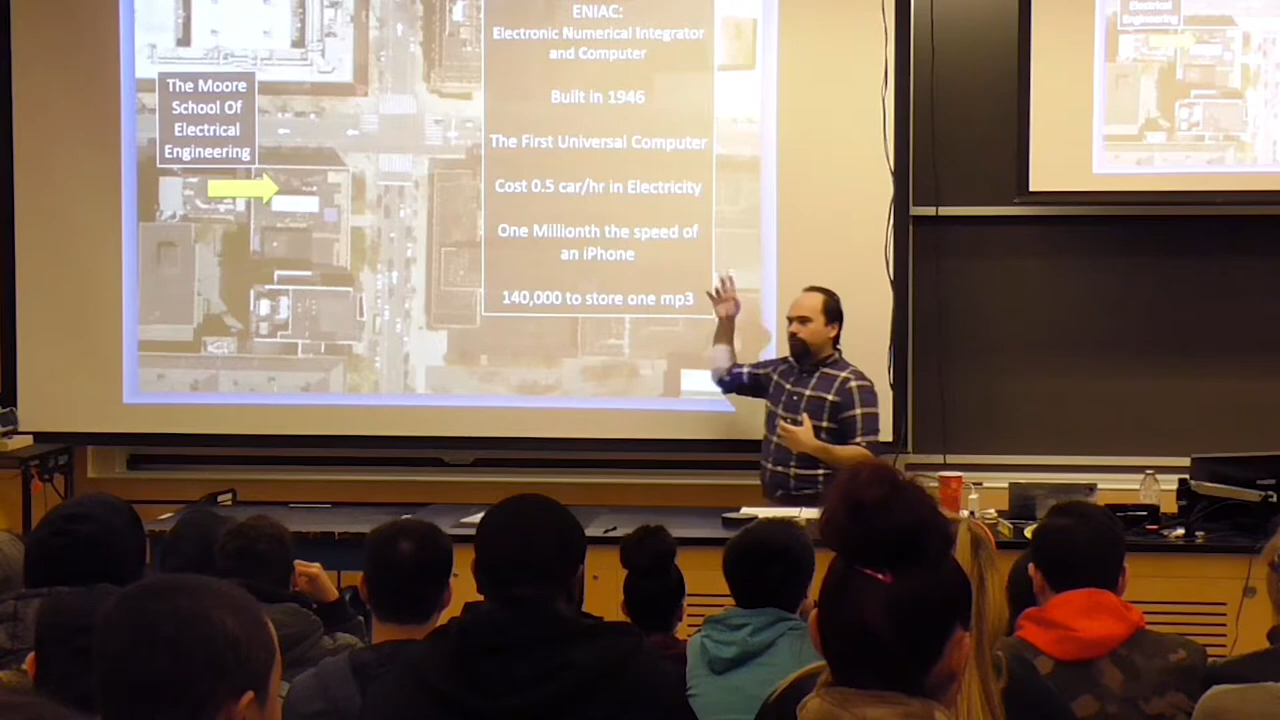 ENIAC:
Electronic Numerical Integrator
and Computer
Built in 1946
The First Universal Computer
Cost 0.5 car/hr in Electricity
One Millionth the speed of
an iPhone
140,000 to store one mp3
The Moore
School Of
Electrical
Engineering
Electrical
Engineering